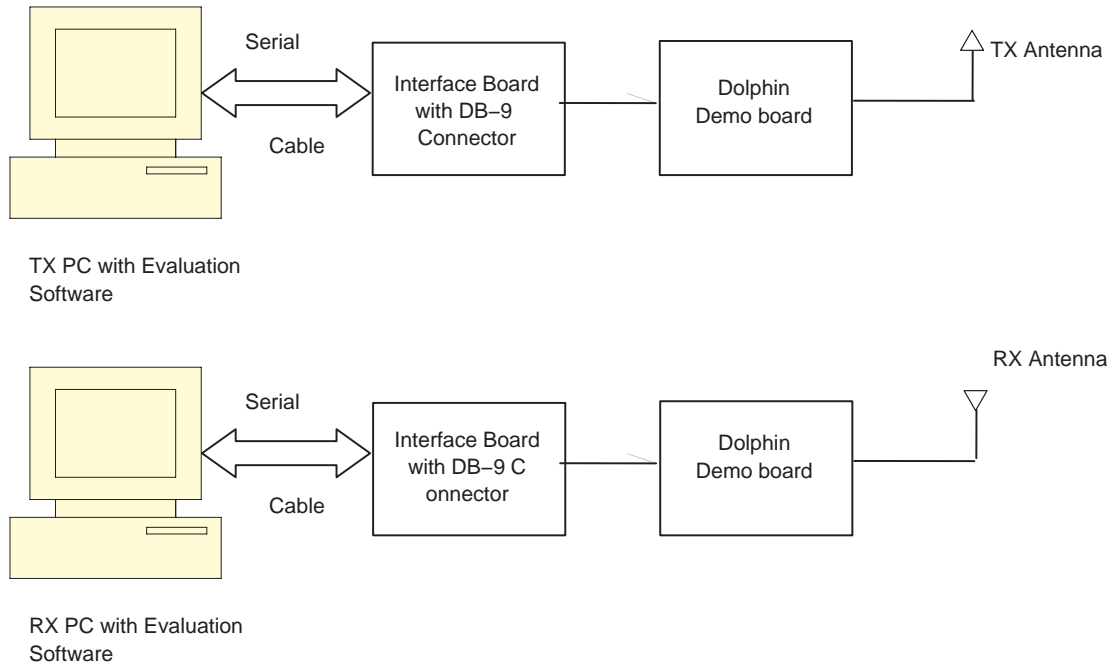 Serial
Cable
Interface Board
with DB−9
Connector
Dolphin
Demo board
TX Antenna
TX PC with Evaluation
Software
RX Antenna
Serial
Cable
Interface Board
with DB−9 C
onnector
Dolphin
Demo board
RX PC with Evaluation
Software